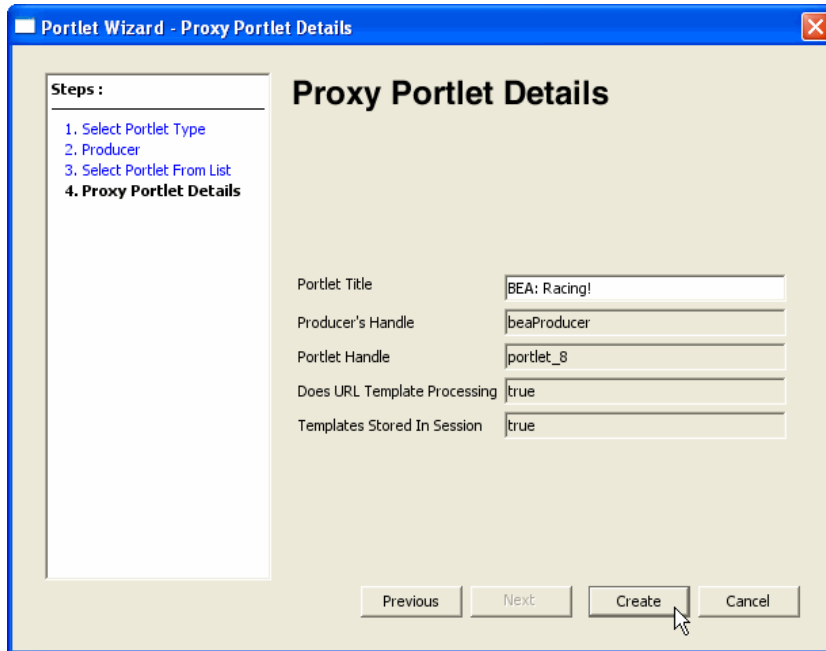 Portlet Wizard - Proxy Portlet Details
Steps :
1. Select Portlet Type
2. Producer
3. Select Portlet From List
4. Proxy Portlet Details
Proxy Portlet Details
Portlet Title BEA: Racing!
Producer's Handle beaProducer
Portlet Handle portlet_8
Does URL Template Processing true
Templates Stored In Session true
Previous Next Create Cancel